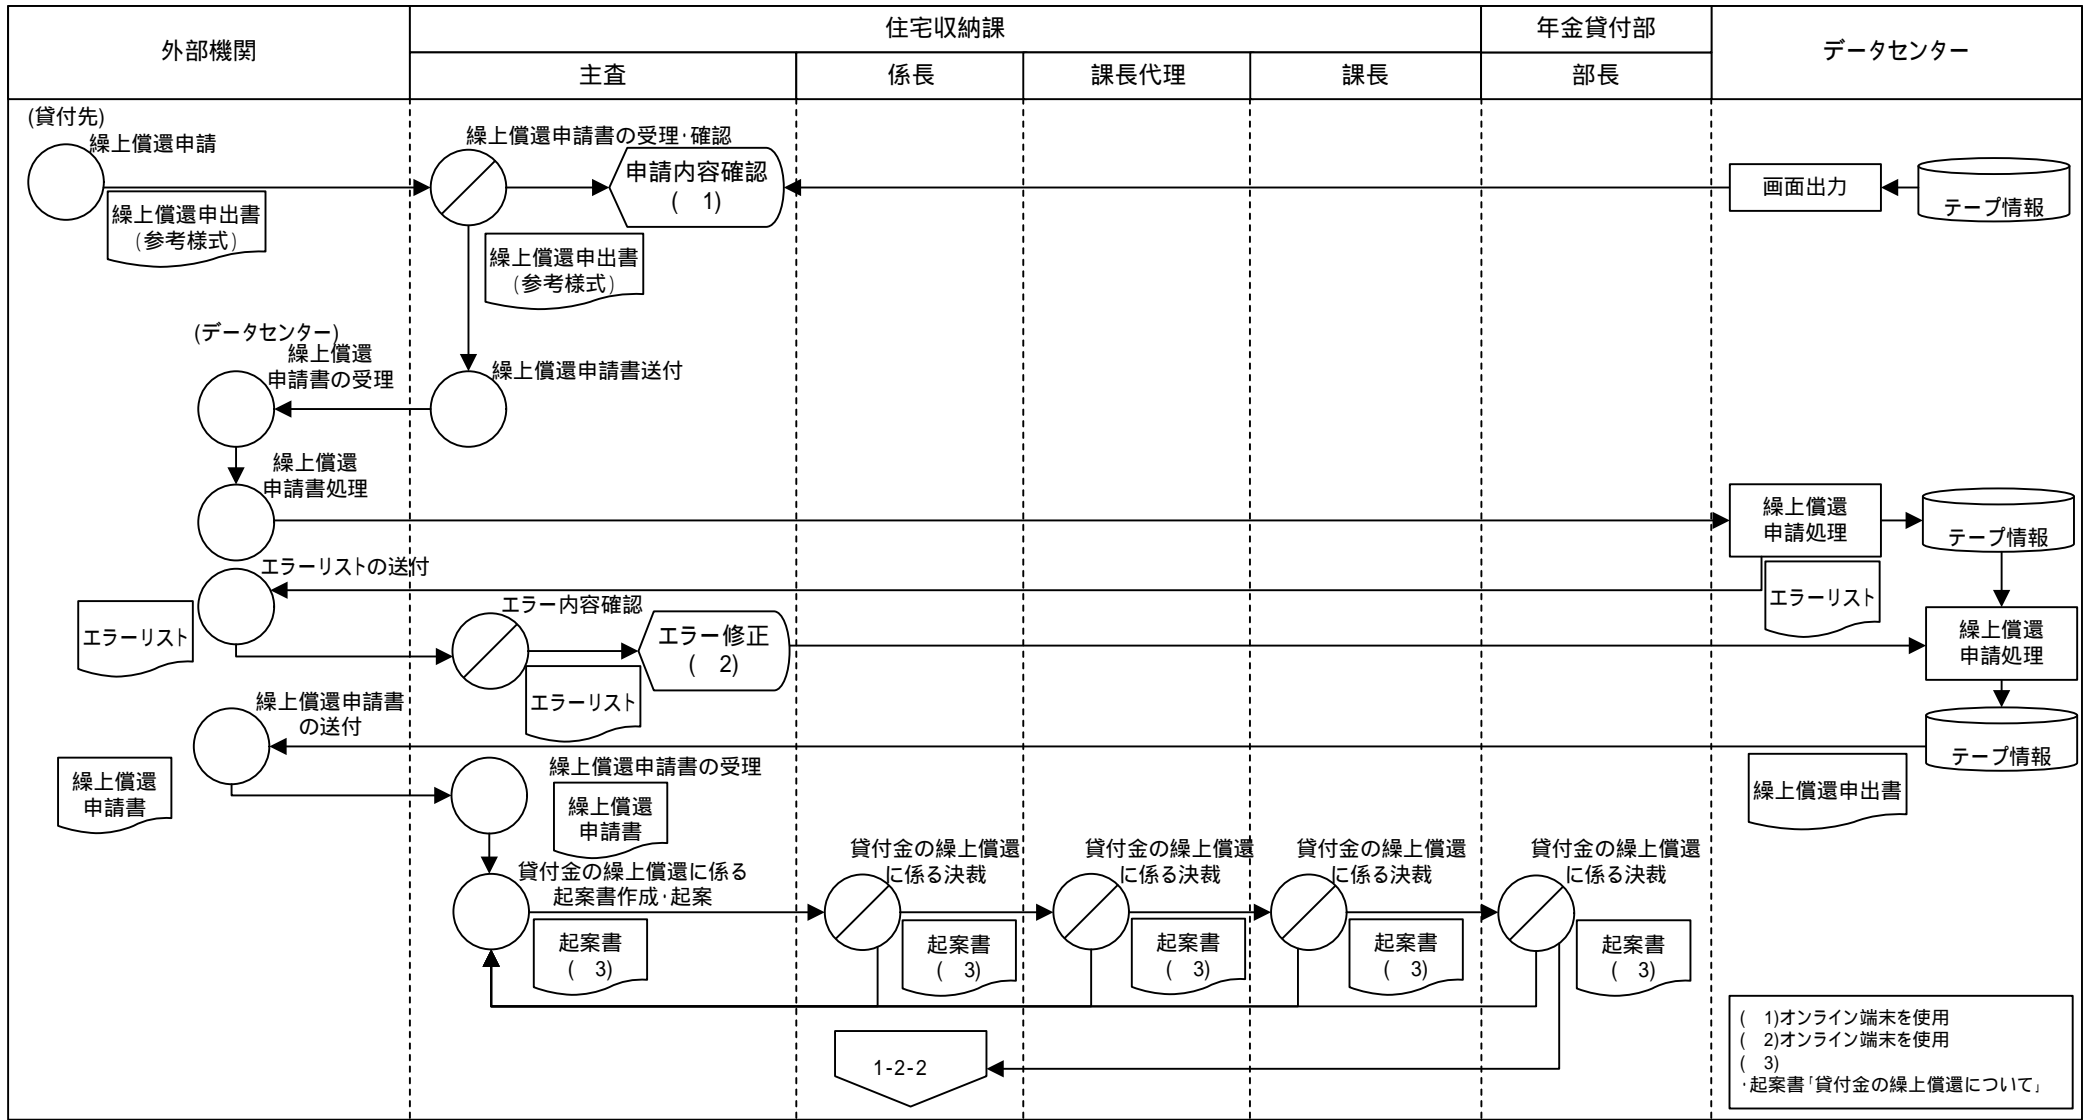 外部機関
住宅収納課
年金貸付部
データセンター
主査
係長
課長代理
課長
部長
(貸付先)
繰上償還申請
繰上償還申出書
(参考様式)
繰上償還申請書の受理・確認
申請内容確認
(　1)
繰上償還申出書
(参考様式)
画面出力
テープ情報
(データセンター)
繰上償還
申請書の受理
繰上償還申請書送付
繰上償還
申請書処理
繰上償還
申請処理
テープ情報
エラーリストの送付
エラーリスト
エラーリスト
エラー内容確認
エラー修正
(　2)
エラーリスト
繰上償還
申請処理
繰上償還申請書
の送付
テープ情報
繰上償還
申請書
繰上償還申出書
繰上償還申請書の受理
繰上償還
申請書
貸付金の繰上償還に係る
起案書作成・起案
貸付金の繰上償還
に係る決裁
貸付金の繰上償還
に係る決裁
貸付金の繰上償還
に係る決裁
貸付金の繰上償還
に係る決裁
起案書
(　3)
起案書
(　3)
起案書
(　3)
起案書
(　3)
起案書
(　3)
1-2-2
(　1)オンライン端末を使用
(　2)オンライン端末を使用
(　3)
・起案書「貸付金の繰上償還について」